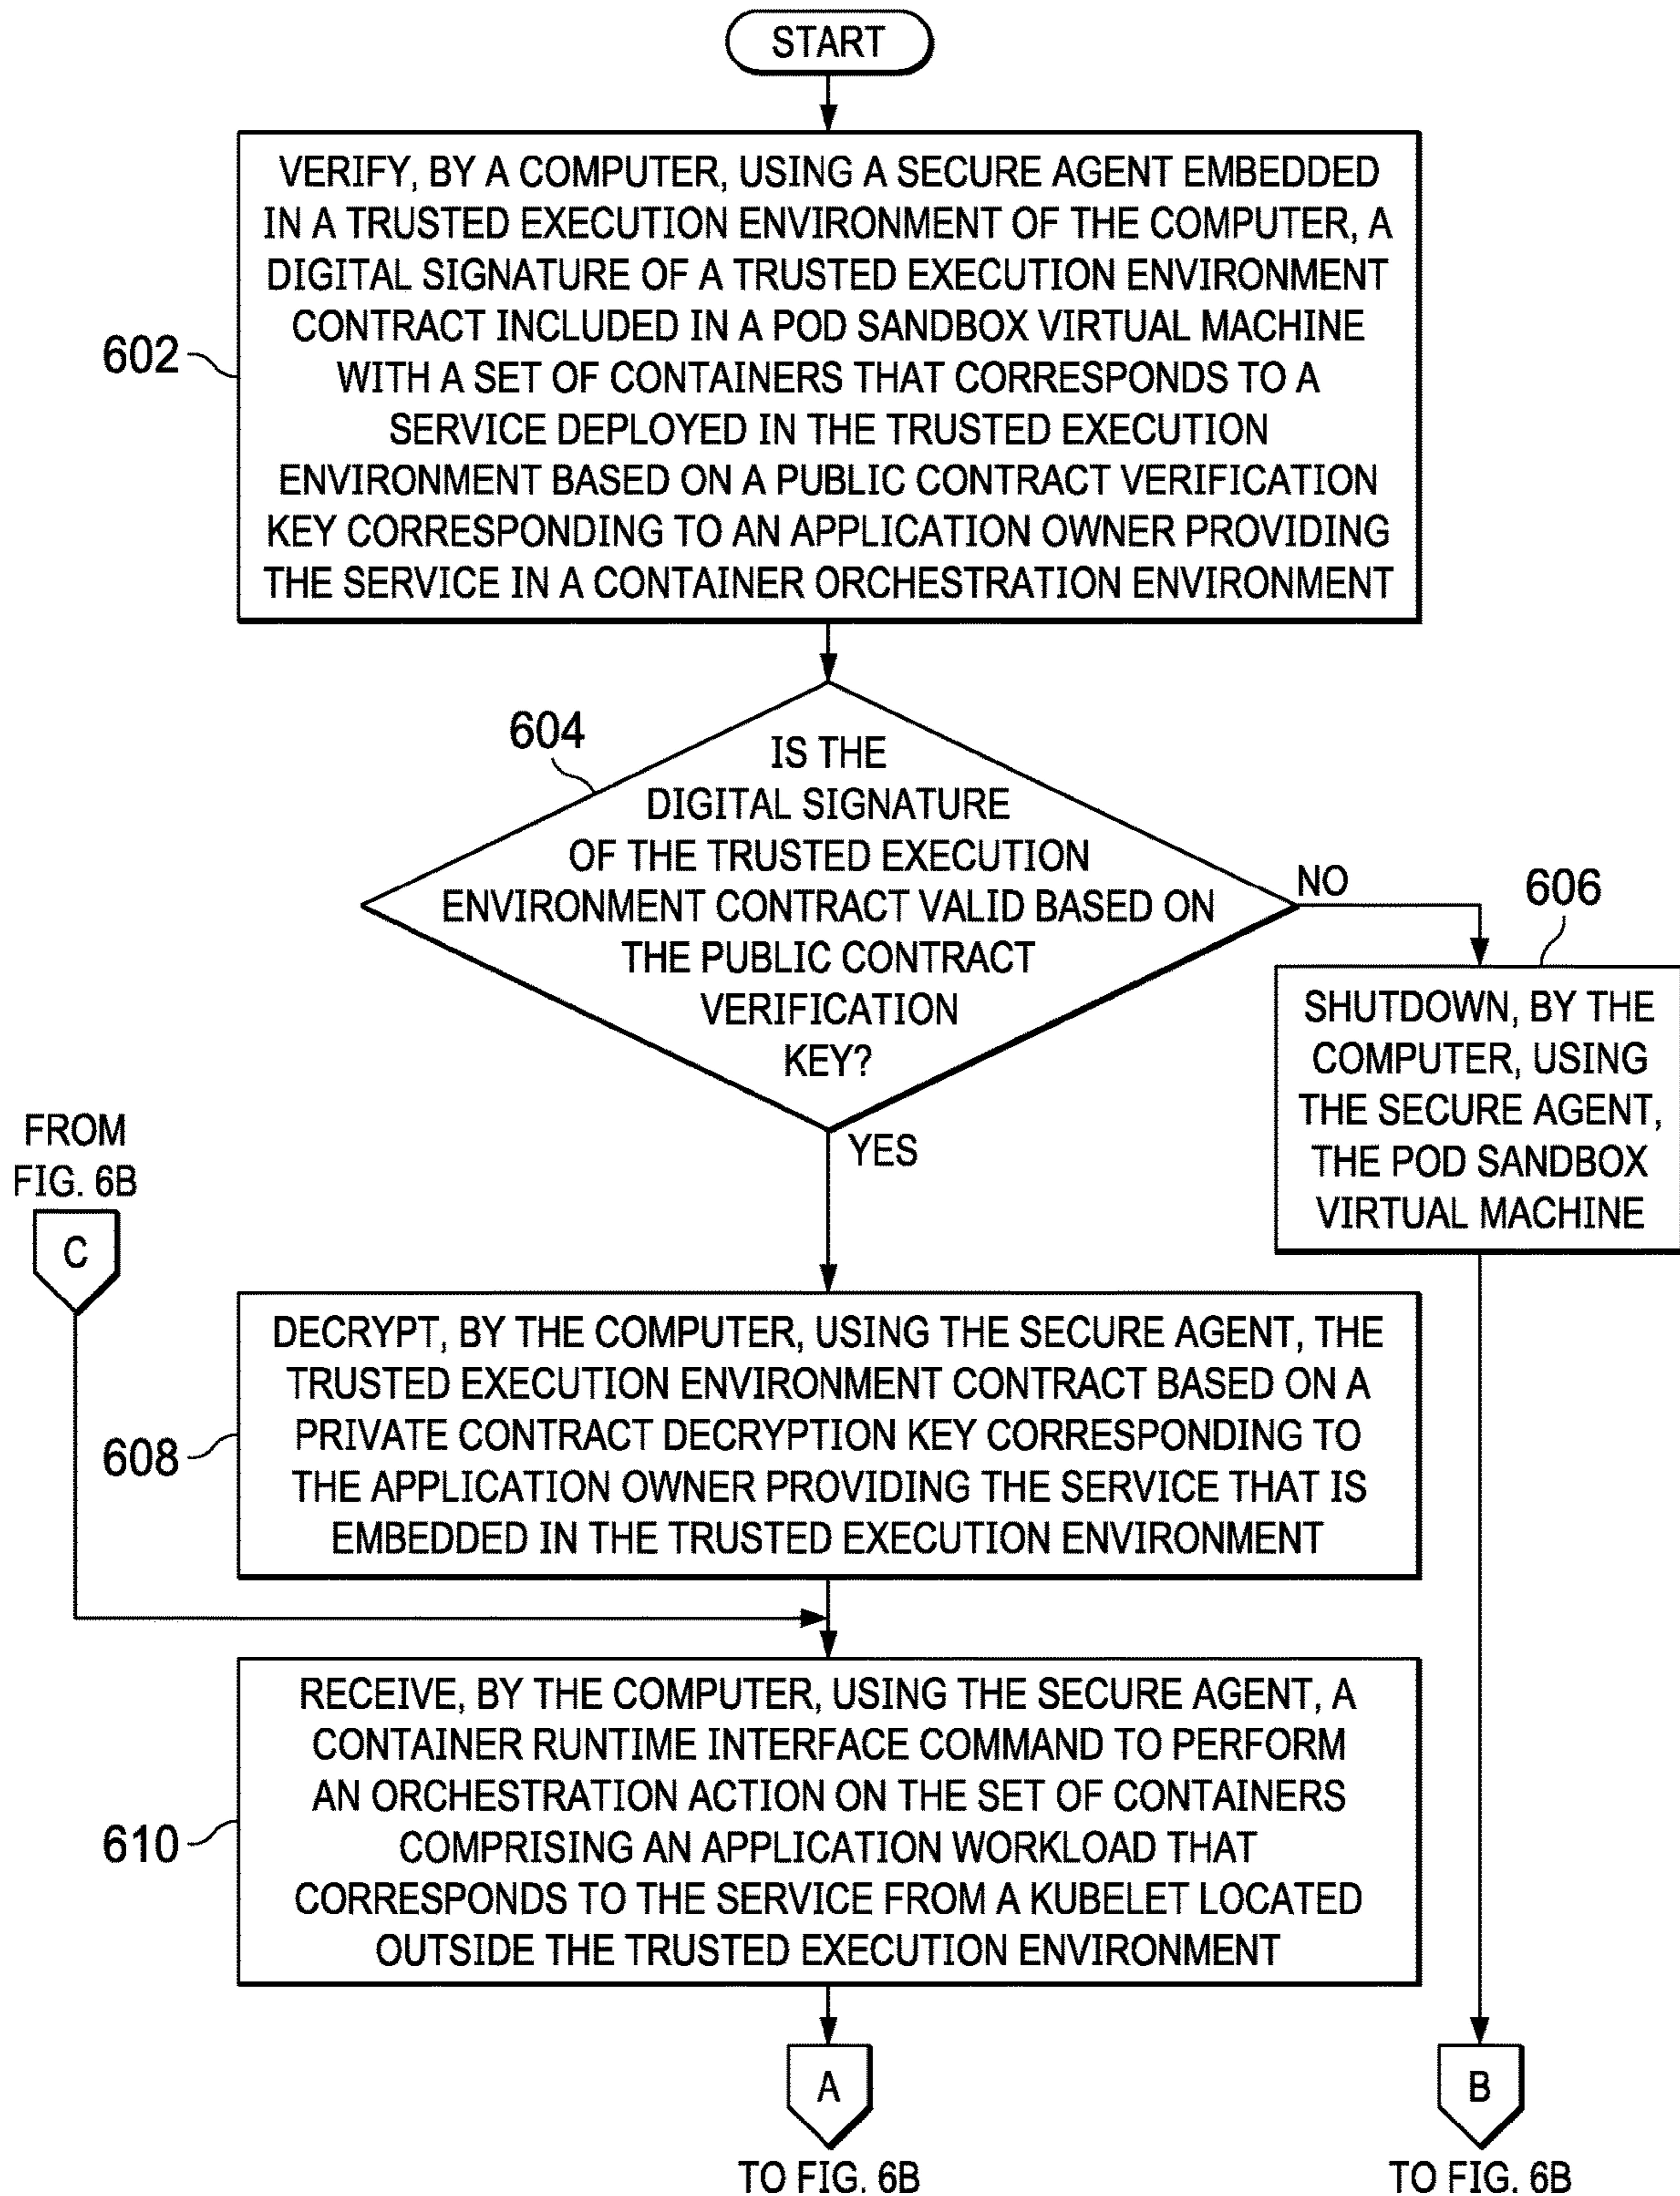 START
VERIFY, BY A COMPUTER, USING A SECURE AGENT EMBEDDED
IN A TRUSTED EXECUTION ENVIRONMENT OF THE COMPUTER, A
DIGITAL SIGNATURE OF A TRUSTED EXECUTION ENVIRONMENT
CONTRACT INCLUDED IN A POD SANDBOX VIRTUAL MACHINE
WITH A SET OF CONTAINERS THAT CORRESPONDS TO A
SERVICE DEPLOYED IN THE TRUSTED EXECUTION
ENVIRONMENT BASED ON A PUBLIC CONTRACT VERIFICATION
KEY CORRESPONDING TO AN APPLICATION OWNER PROVIDING
THE SERVICE IN A CONTAINER ORCHESTRATION ENVIRONMENT
602
604
IS THE
DIGITAL SIGNATURE
OF THE TRUSTED EXECUTION
ENVIRONMENT CONTRACT VALID BASED ON
THE PUBLIC CONTRACT
VERIFICATION
KEY?
NO
606
SHUTDOWN, BY THE
COMPUTER, USING
THE SECURE AGENT,
THE POD SANDBOX
VIRTUAL MACHINE
YES
FROM
FIG. 6B
C
DECRYPT, BY THE COMPUTER, USING THE SECURE AGENT, THE
TRUSTED EXECUTION ENVIRONMENT CONTRACT BASED ON A
PRIVATE CONTRACT DECRYPTION KEY CORRESPONDING TO
THE APPLICATION OWNER PROVIDING THE SERVICE THAT IS
EMBEDDED IN THE TRUSTED EXECUTION ENVIRONMENT
608
RECEIVE, BY THE COMPUTER, USING THE SECURE AGENT, A
CONTAINER RUNTIME INTERFACE COMMAND TO PERFORM
AN ORCHESTRATION ACTION ON THE SET OF CONTAINERS
COMPRISING AN APPLICATION WORKLOAD THAT
CORRESPONDS TO THE SERVICE FROM A KUBELET LOCATED
OUTSIDE THE TRUSTED EXECUTION ENVIRONMENT
610
A
TO FIG. 6B
B
TO FIG. 6B